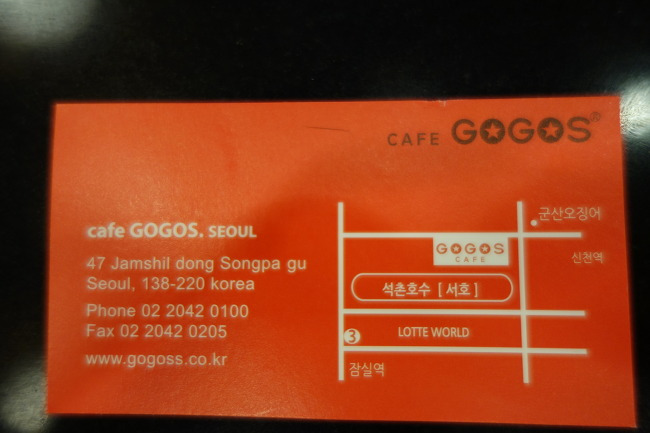 CAFE GOGOS
cafe GOGOS. SEOUL
47 Jamshil dong Songpa gu
Seoul, 138-220 korea
Phone 02 2042 0100
Fax 02 2042 0205
www.gogoss.co.kr
군산오징어
GOGOS
CAFE
신천역
석촌호수 [ 서호 ]
3
LOTTE WORLD
잠실역